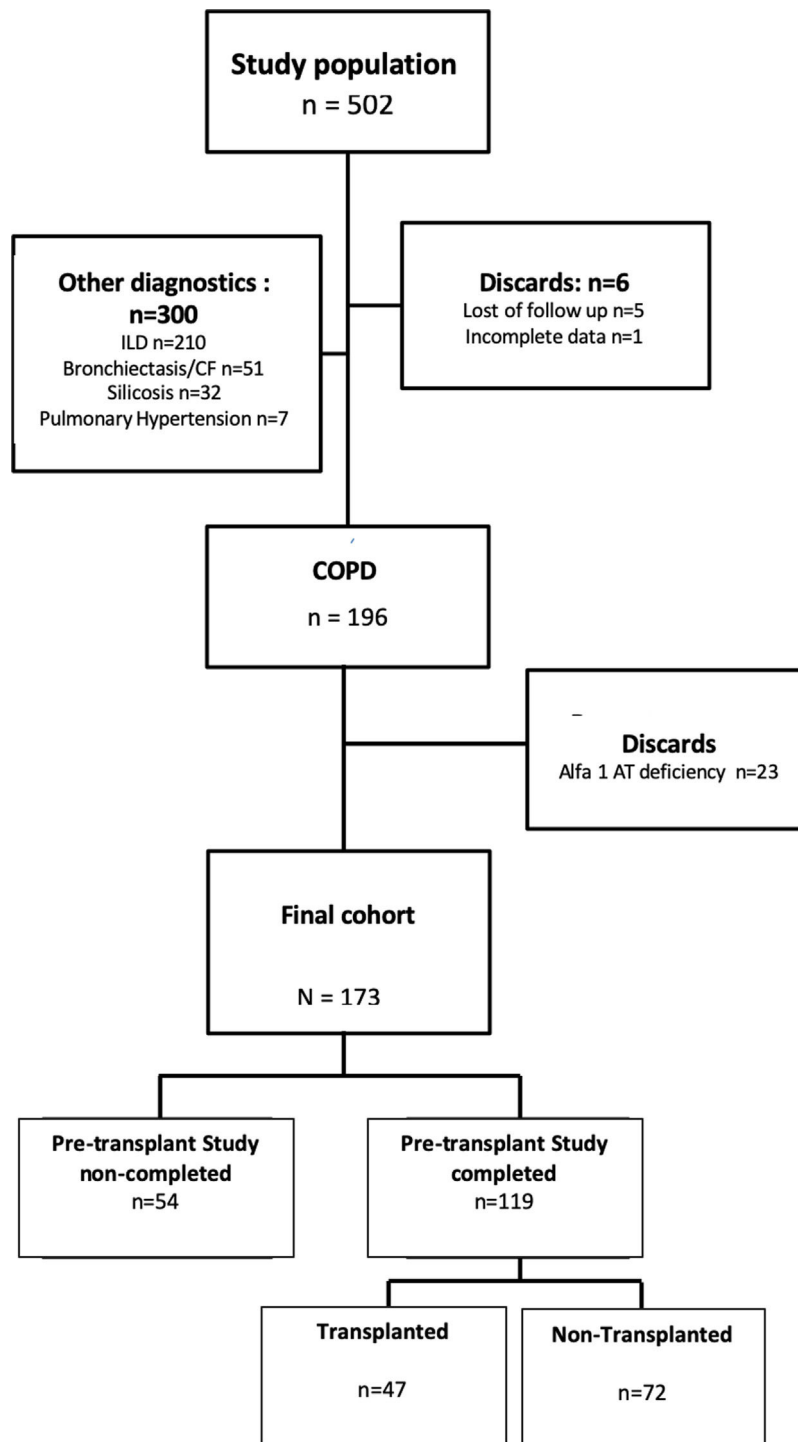 Study population
n = 502
Other diagnostics :
n=300
ILD n=210
Bronchiectasis/CF n=51
Silicosis n=32
Pulmonary Hypertension n=7
Discards: n=6
Lost of follow up n=5
Incomplete data n=1
COPD
n = 196
Discards
Alfa 1 AT deficiency n=23
Final cohort
N = 173
Pre-transplant Study
non-completed
n=54
Pre-transplant Study
completed
n=119
Transplanted
n=47
Non-Transplanted
n=72